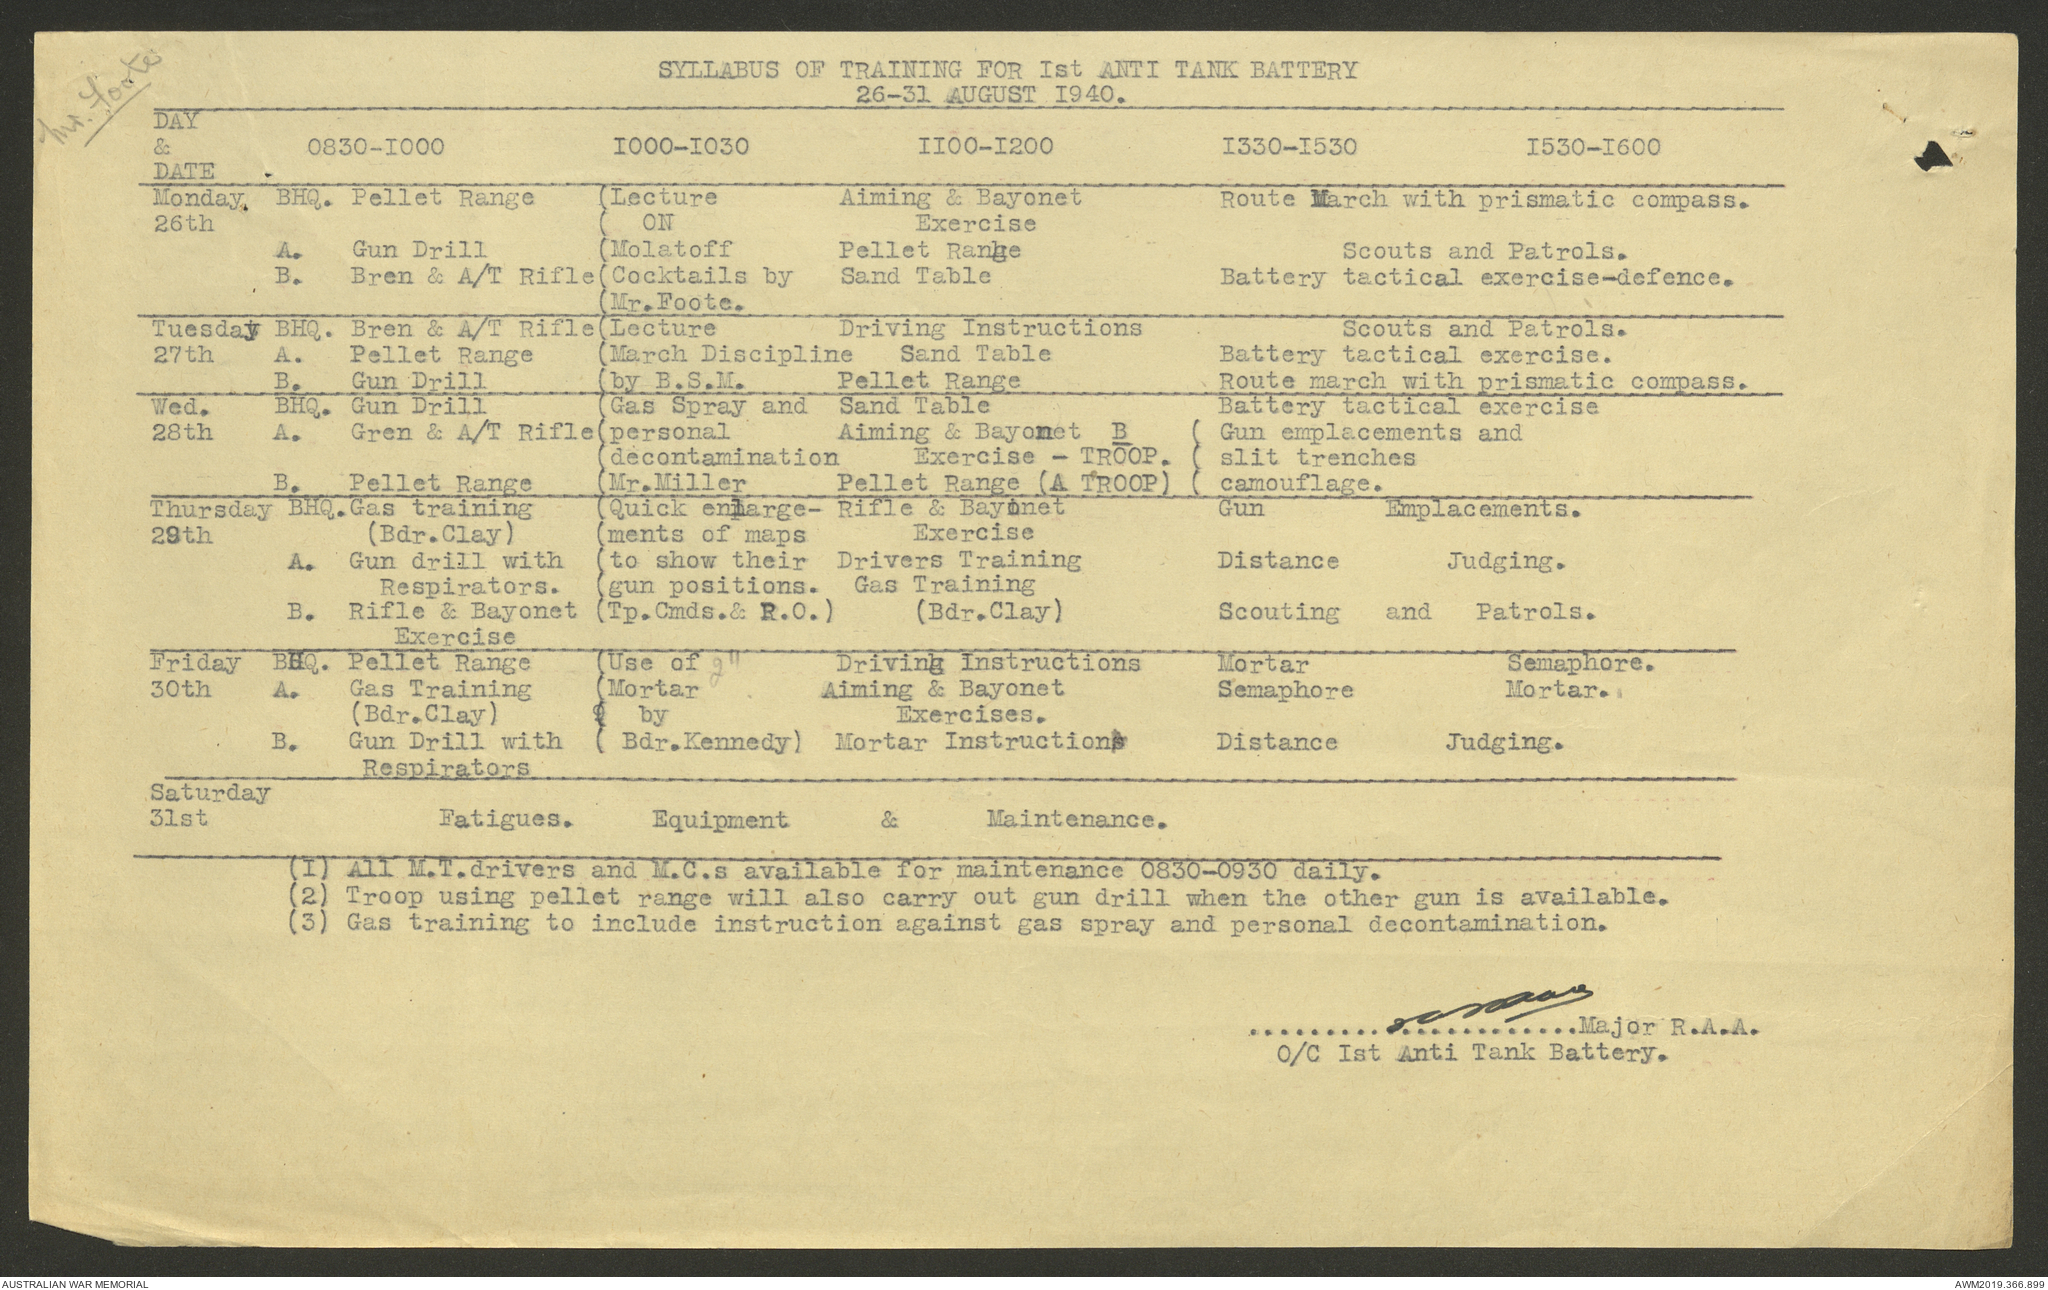 Mr. Foote
SYLLABUS OF TRAINING FOR Ist ANTI TANK BATTERY
26-31 AUGUST I940.
DAY
& 0830-I000 I000-I030 II00-I200 I330-I530 I530-I600
DATE
Monday. BHQ. Pellet Range (Lecture Aiming & Bayonet Route March with prismatic compass.
26th ( ON Exercise
A. Gun Drill (Molatoff Pellet Range Scouts and Patrols.
B. Bren & A/T Rifle(Cocktails by Sand Table Battery tactical exercise-defence.
(Mr.Foote.
Tuesday BHQ. Bren & A/T Rifle(Lecture Driving Instructions Scouts and Patrols.
27th A. Pellet Range (March Discipline Sand Table Battery tactical exercise.
B. Gun Drill (by B.S.M. Pellet Range Route march with prismatic compass.
Wed. BHQ. Gun Drill (Gas Spray and Sand Table Battery tactical exercise
28th A. Gren & A/T Rifle(personal Aiming & Bayonet B ( Gun emplacements and
(decontamination Exercise - TROOP. ( slit trenches
B. Pellet Range (Mr.Miller Pellet Range (A TROOP) ( camouflage.
Thursday BHQ.Gas training (Quick enlarge- Rifle & Bayonet Gun Emplacements.
29th (Bdr.Clay) (ments of maps Exercise
A. Gun drill with (to show their Drivers Training Distance Judging.
Respirators. (gun positions. Gas Training
B. Rifle & Bayonet (Tp.Cmds.& R.O.) (Bdr.Clay) Scouting and Patrols.
Exercise
Friday BHQ. Pellet Range (Use of 2" Driving Instructions Mortar Semaphore.
30th A. Gas Training (Mortar Aiming & Bayonet Semaphore Mortar.
(Bdr.Clay) ( by Exercises.
B. Gun Drill with ( Bdr.Kennedy) Mortar Instructions Distance Judging.
Respirators
Saturday
31st Fatigues. Equipment & Maintenance.
(I) All M.T.drivers and M.C.s available for maintenance 0830-0930 daily.
(2) Troop using pellet range will also carry out gun drill when the other gun is available.
(3) Gas training to include instruction against gas spray and personal decontamination.
......................Major R.A.A.
O/C Ist Anti Tank Battery.
AUSTRALIAN WAR MEMORIAL
AWM2019.366.899